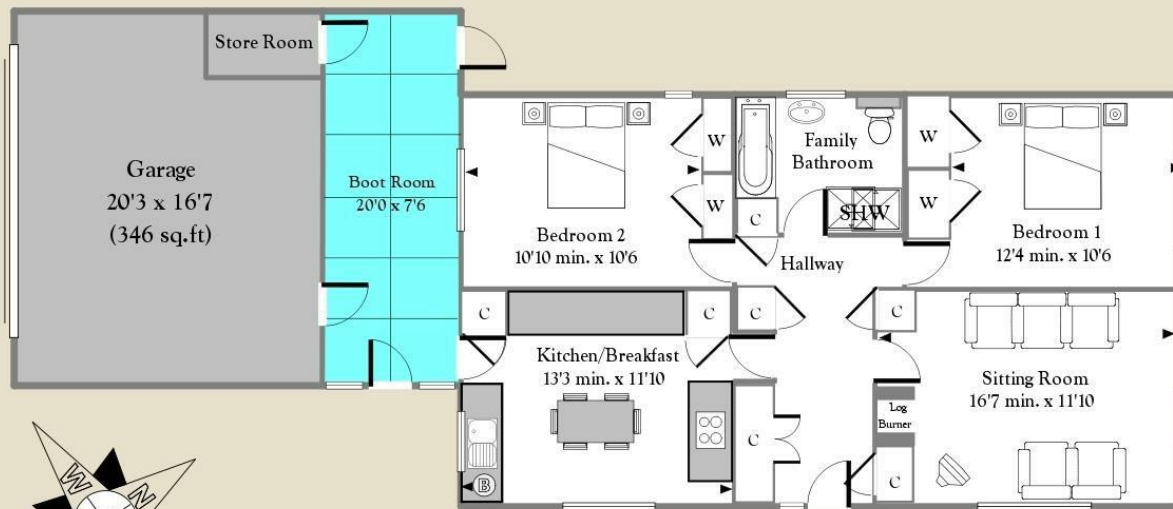 Store Room
Garage
20'3 x 16'7
(346 sq.ft)
Boot Room
20'0 x 7'6
Bedroom 2
10'10 min. x 10'6
W
W
Family
Bathroom
C
SHW
W
W
Bedroom 1
12'4 min. x 10'6
Hallway
C
C
C
C
Kitchen/Breakfast
13'3 min. x 11'10
B
C
Log
Burner
C
Sitting Room
16'7 min. x 11'10
W
N